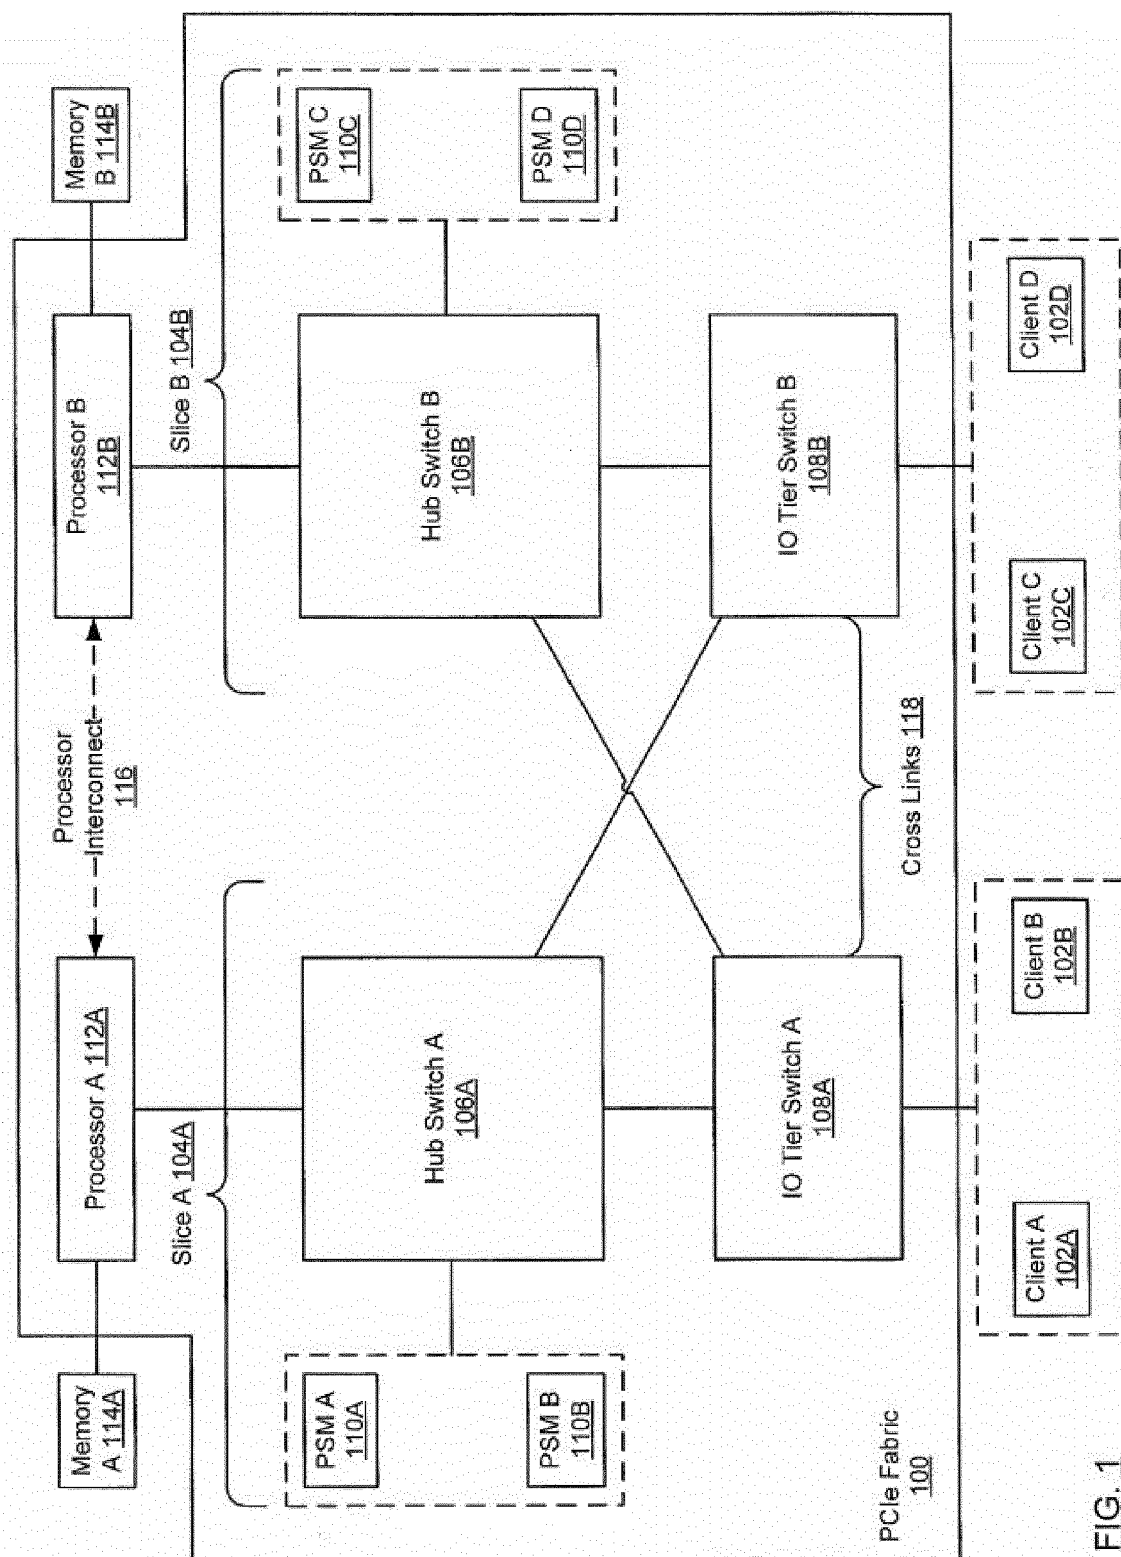 Memory
A 114A
Processor A 112A
Processor
Interconnect
116
Processor B
112B
Memory
B 114B
Slice A 104A
Slice B 104B
PSM A
110A
PSM B
110B
Hub Switch A
106A
Hub Switch B
106B
PSM C
110C
PSM D
110D
IO Tier Switch A
108A
IO Tier Switch B
108B
Cross Links 118
PCIe Fabric
100
Client A
102A
Client B
102B
Client C
102C
Client D
102D
FIG. 1